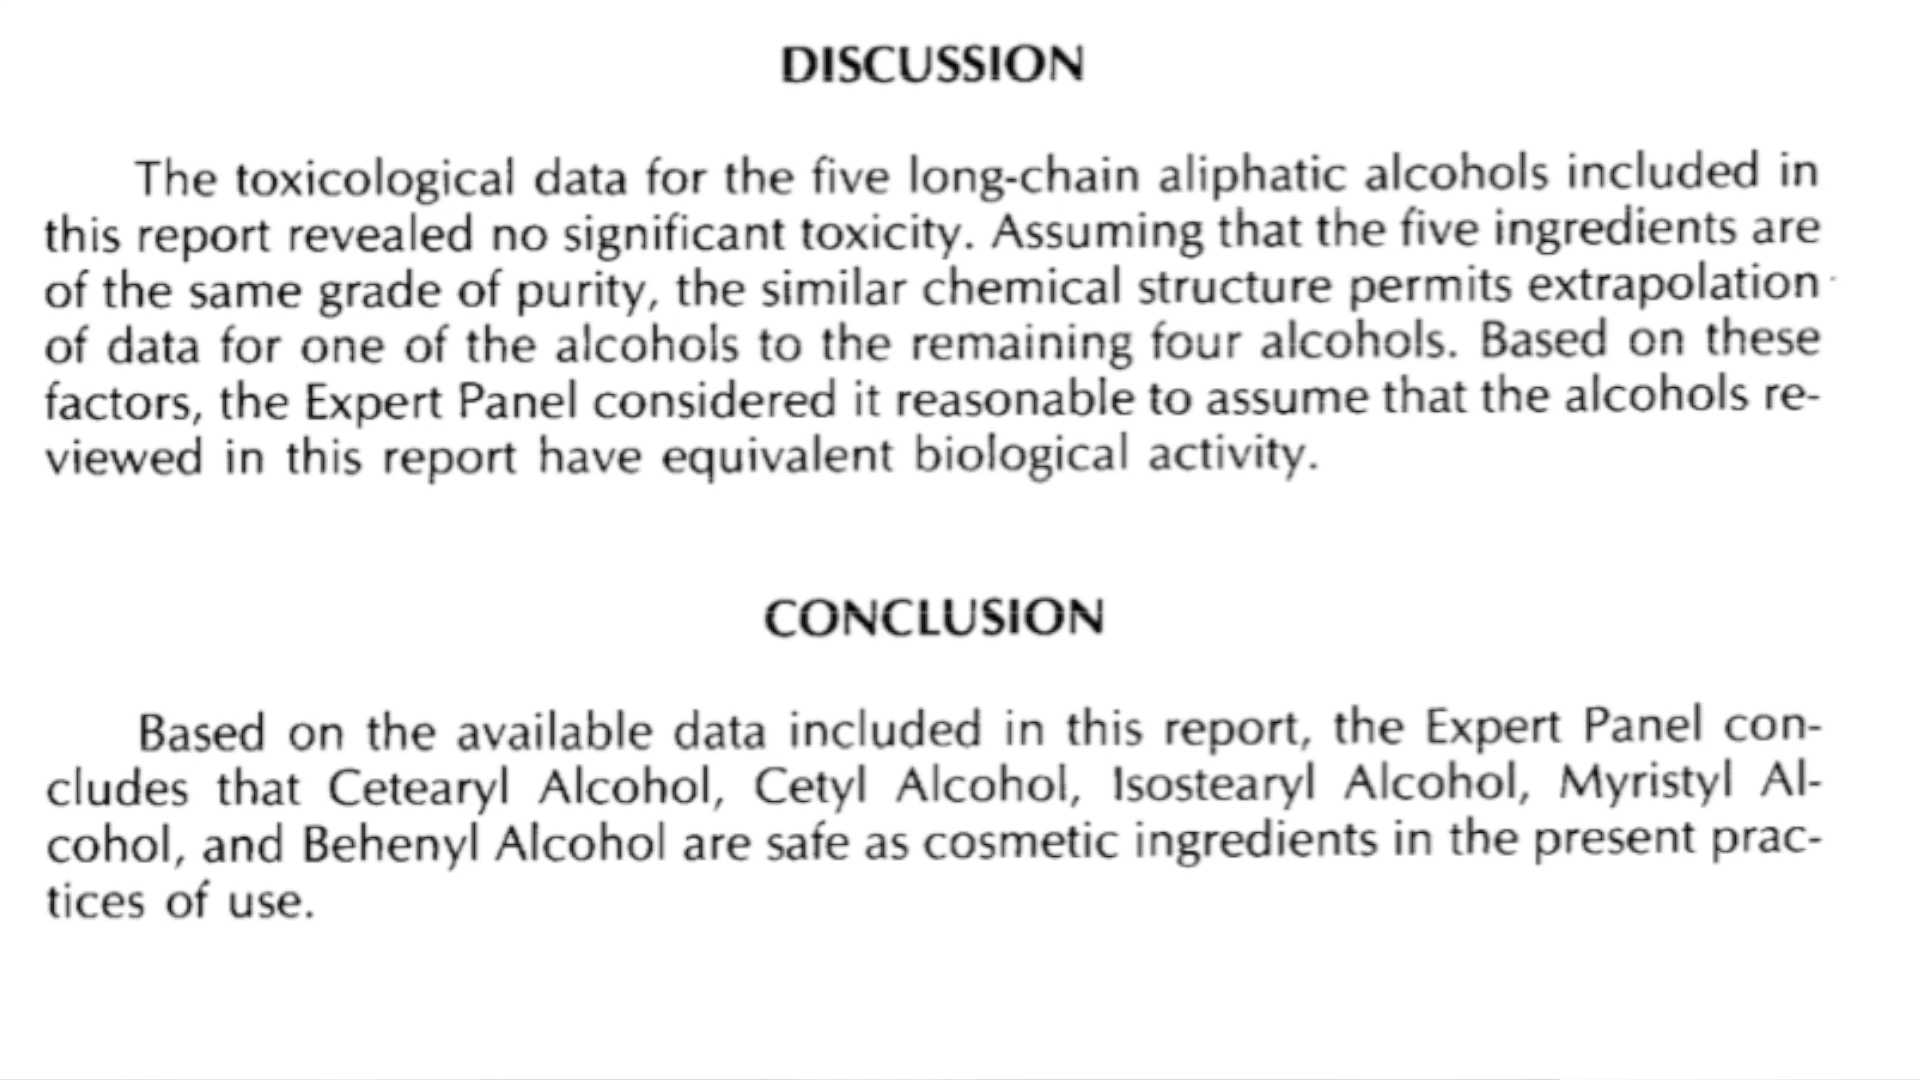 DISCUSSION
The toxicological data for the five long-chain aliphatic alcohols included in
this report revealed no significant toxicity. Assuming that the five ingredients are
of the same grade of purity, the similar chemical structure permits extrapolation
of data for one of the alcohols to the remaining four alcohols. Based on these
factors, the Expert Panel considered it reasonable to assume that the alcohols re-
viewed in this report have equivalent biological activity.
CONCLUSION
Based on the available data included in this report, the Expert Panel con-
cludes that Cetearyl Alcohol, Cetyl Alcohol, Isostearyl Alcohol, Myristyl Al-
cohol, and Behenyl Alcohol are safe as cosmetic ingredients in the present prac-
tices of use.